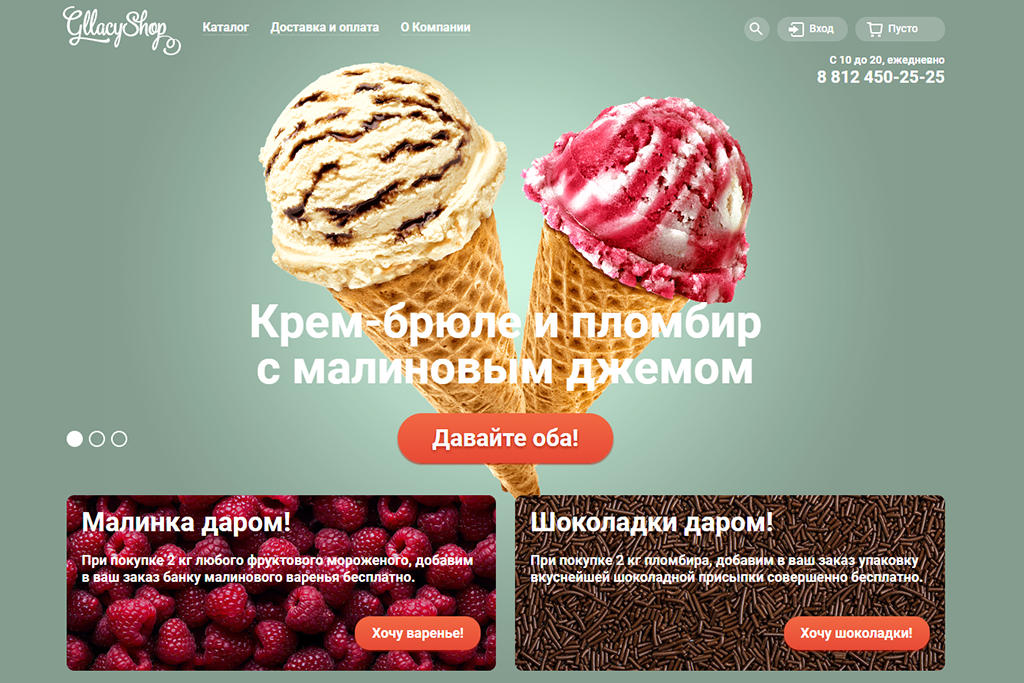 GllacyShop
Каталог Доставка и оплата О Компании
Вход Пусто
С 10 до 20, ежедневно
8 812 450-25-25
Крем-брюле и пломбир
с малиновым джемом
Давайте оба!
Малинка даром!
При покупке 2 кг любого фруктового мороженого, добавим
в ваш заказ банку малинового варенья бесплатно.
Хочу варенье!
Шоколадки даром!
При покупке 2 кг пломбира, добавим в ваш заказ упаковку
вкуснейшей шоколадной присыпки совершенно бесплатно.
Хочу шоколадки!